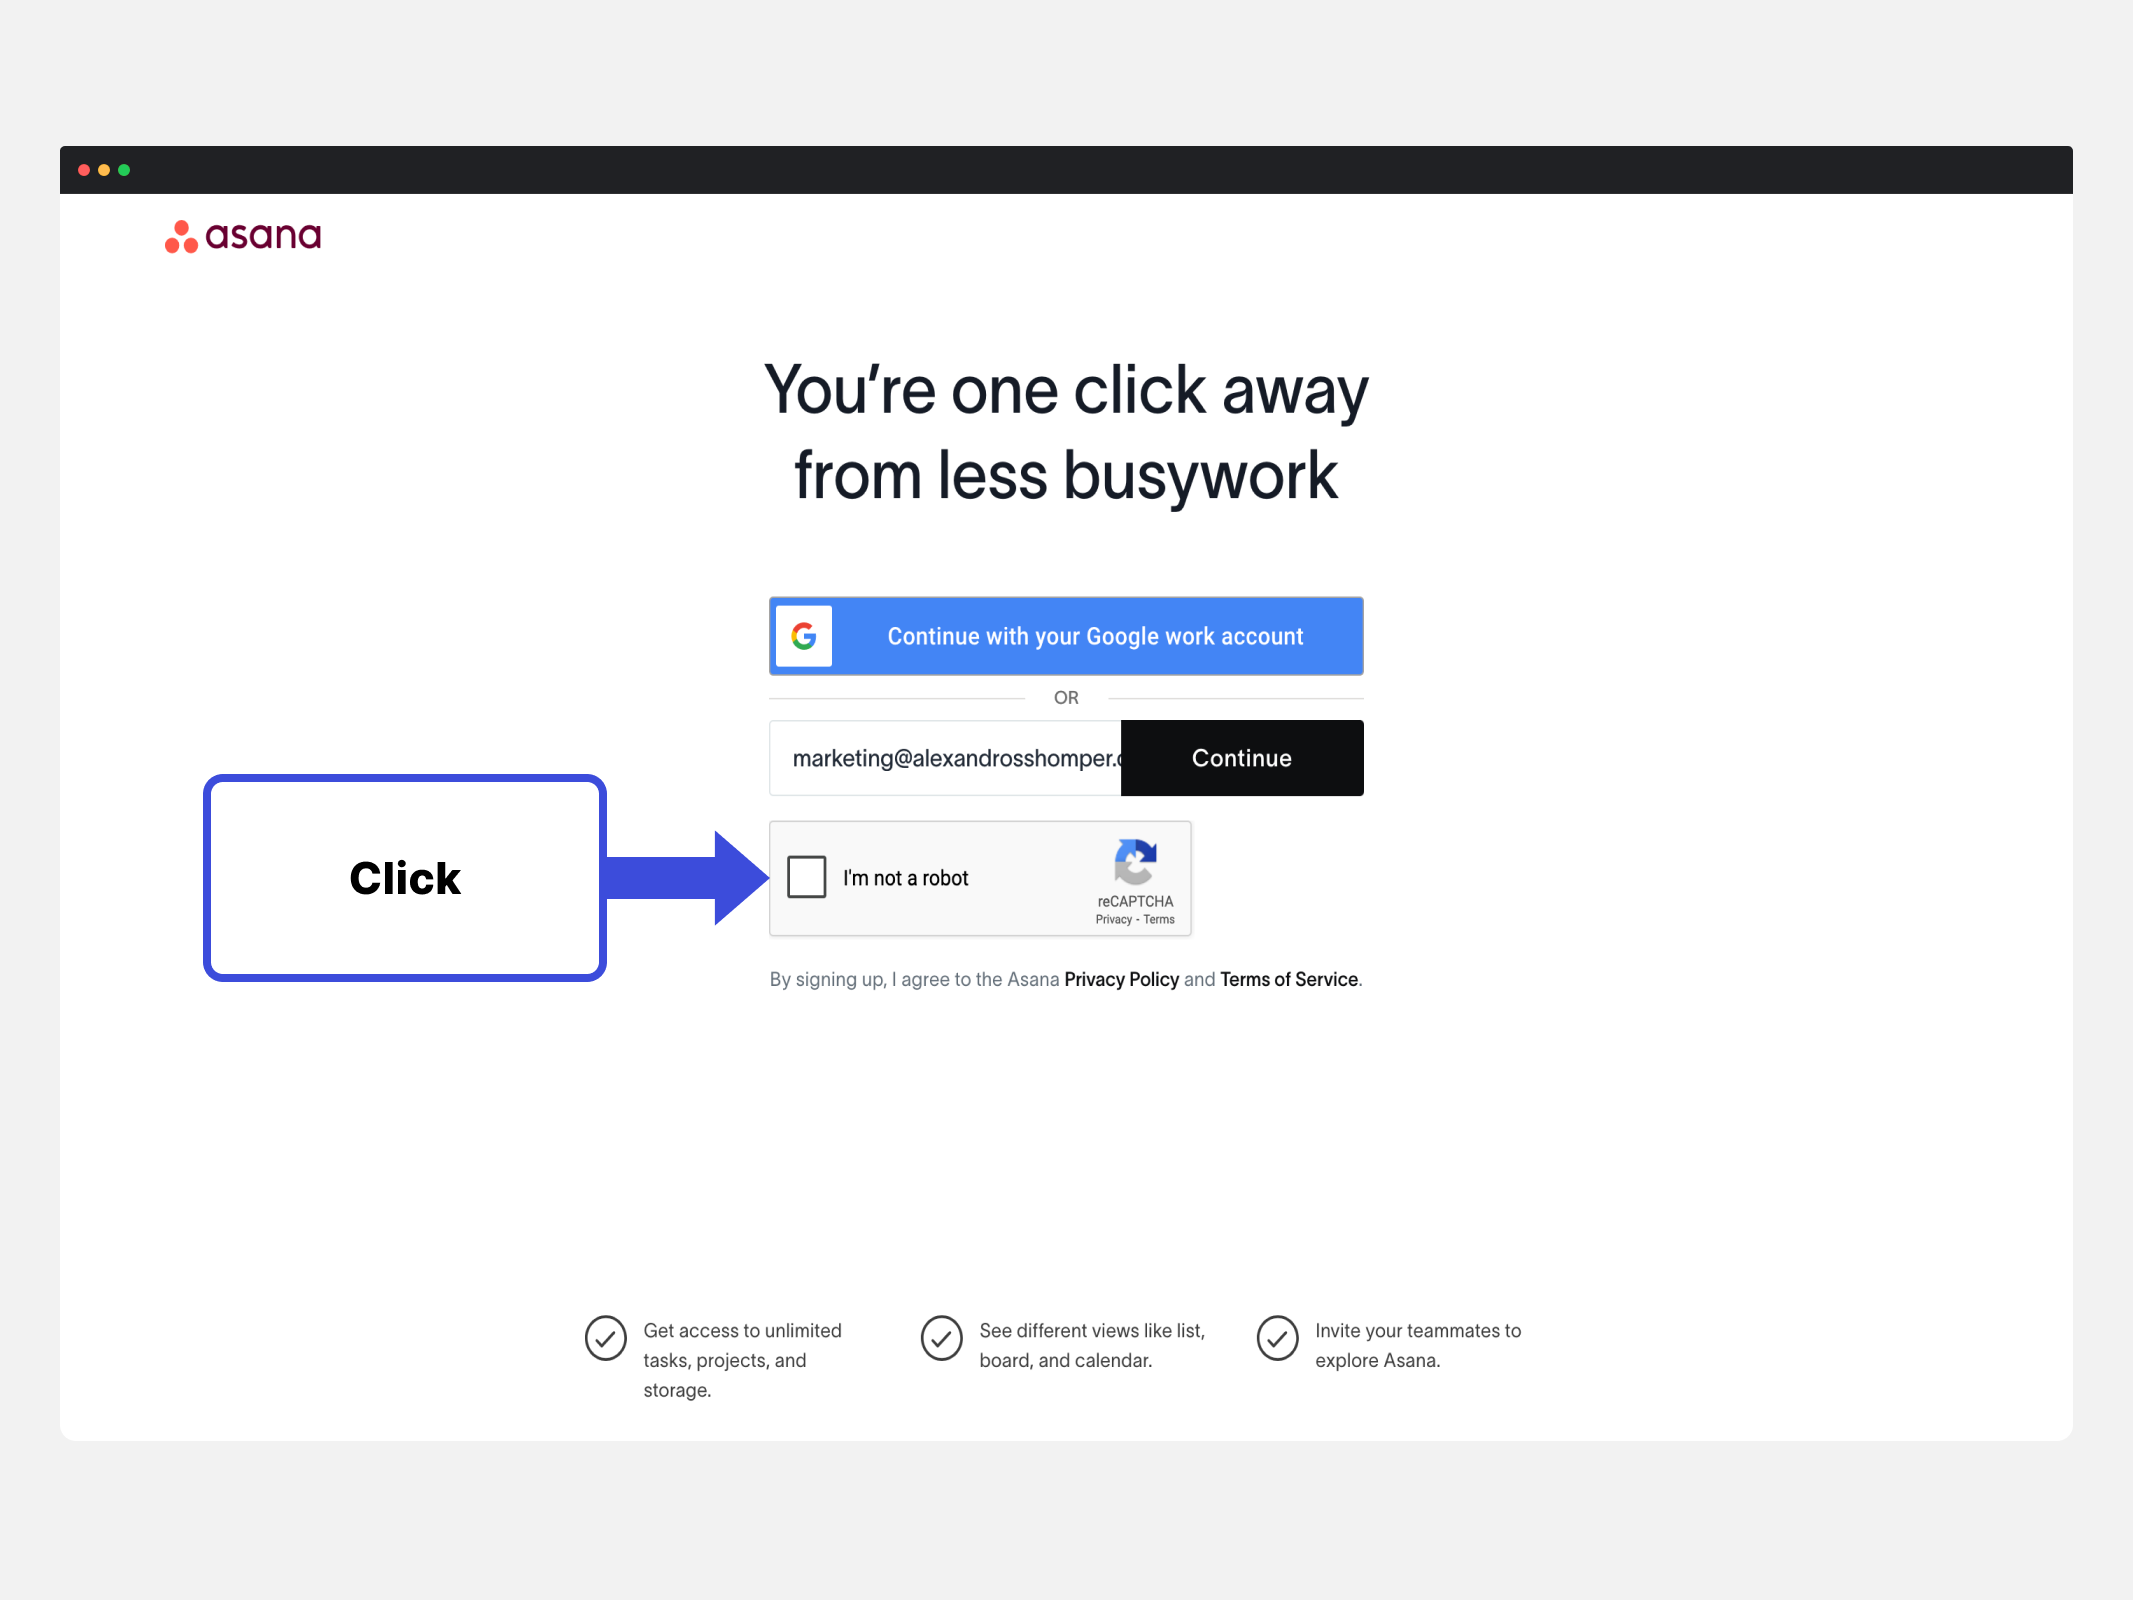 asana
You're one click away
from less busywork
Continue with your Google work account
OR
marketing@alexandrosshomper.
Continue
Click
I'm not a robot
reCAPTCHA
Privacy - Terms
By signing up, I agree to the Asana Privacy Policy and Terms of Service.
Get access to unlimited
tasks, projects, and
storage.
See different views like list,
board, and calendar.
Invite your teammates to
explore Asana.